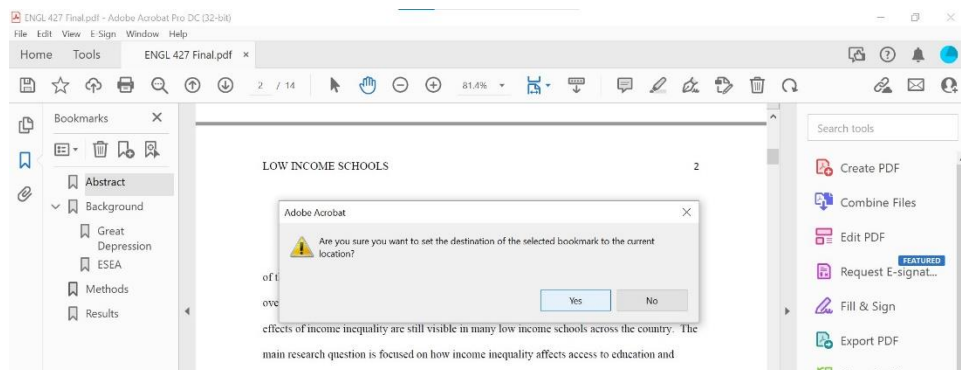 ENGL 427 Final.pdf - Adobe Acrobat Pro DC (32-bit)
File Edit View E-Sign Window Help
Home Tools ENGL 427 Final.pdf ×
2 / 14 81.4%
Bookmarks
Abstract
Background
Great
Depression
ESEA
Methods
Results
LOW INCOME SCHOOLS 2
Adobe Acrobat
Are you sure you want to set the destination of the selected bookmark to the current
location?
Yes No
of t
ove
effects of income inequality are still visible in many low income schools across the country. The
main research question is focused on how income inequality affects access to education and
Search tools
Create PDF
Combine Files
Edit PDF
FEATURED
Request E-signat...
Fill & Sign
Export PDF